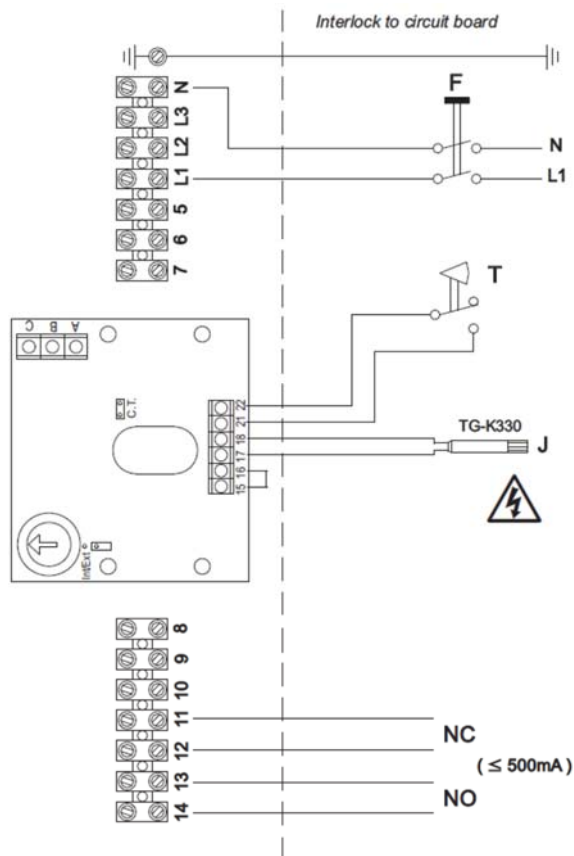 Interlock to circuit board
N
L3
L2
L1
5
6
7
F
N
L1
T
C B A
C.T.
22
21
18
17
16
15
TG-K330
J
Int/Ext
8
9
10
11
12
13
14
NC
( ≤ 500mA )
NO